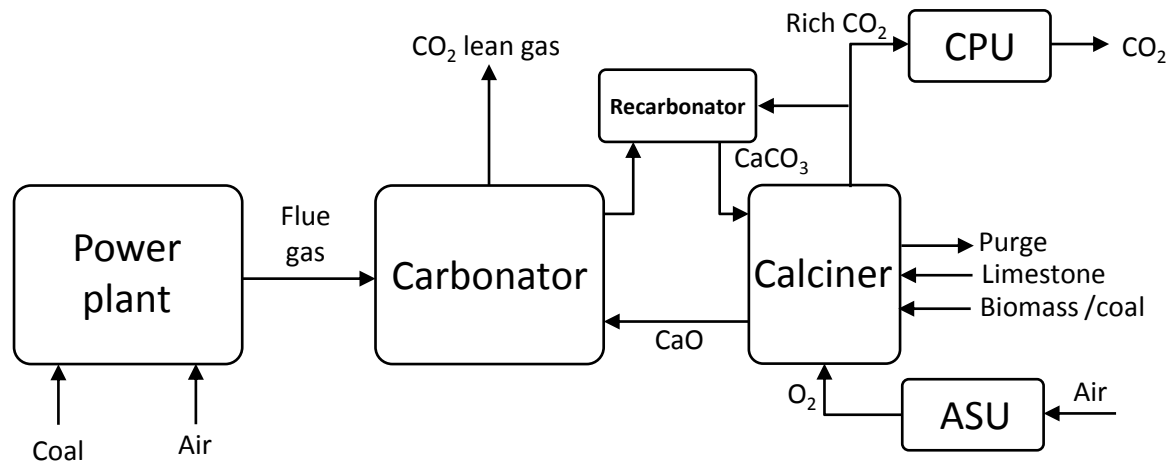 Rich CO₂
CPU
CO₂
CO₂ lean gas
Recarbonator
CaCO₃
Flue
gas
Power
plant
Carbonator
Calciner
Purge
Limestone
Biomass /coal
CaO
O₂
ASU
Air
Coal
Air